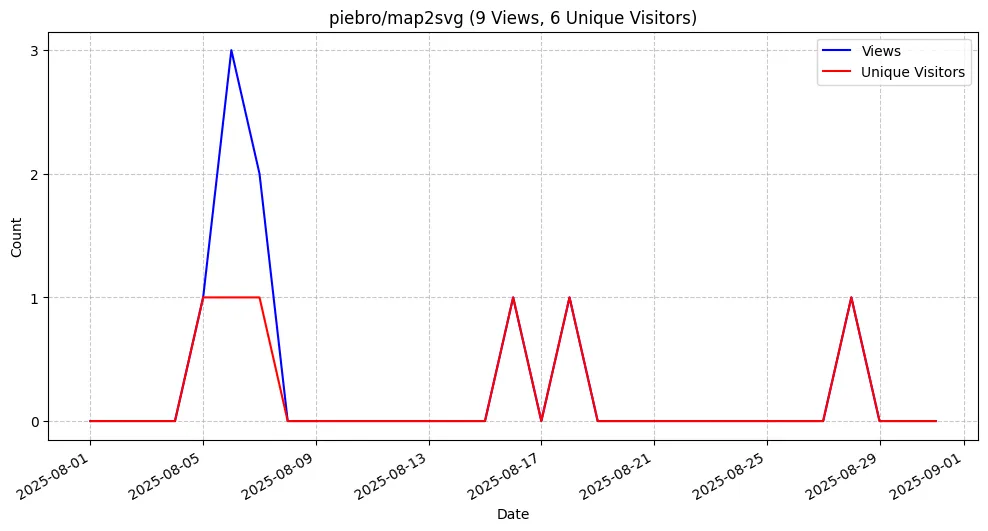 piebro/map2svg (9 Views, 6 Unique Visitors)
Views
Unique Visitors
3
2
1
0
Count
2025-08-01
2025-08-05
2025-08-09
2025-08-13
2025-08-17
2025-08-21
2025-08-25
2025-08-29
2025-09-01
Date